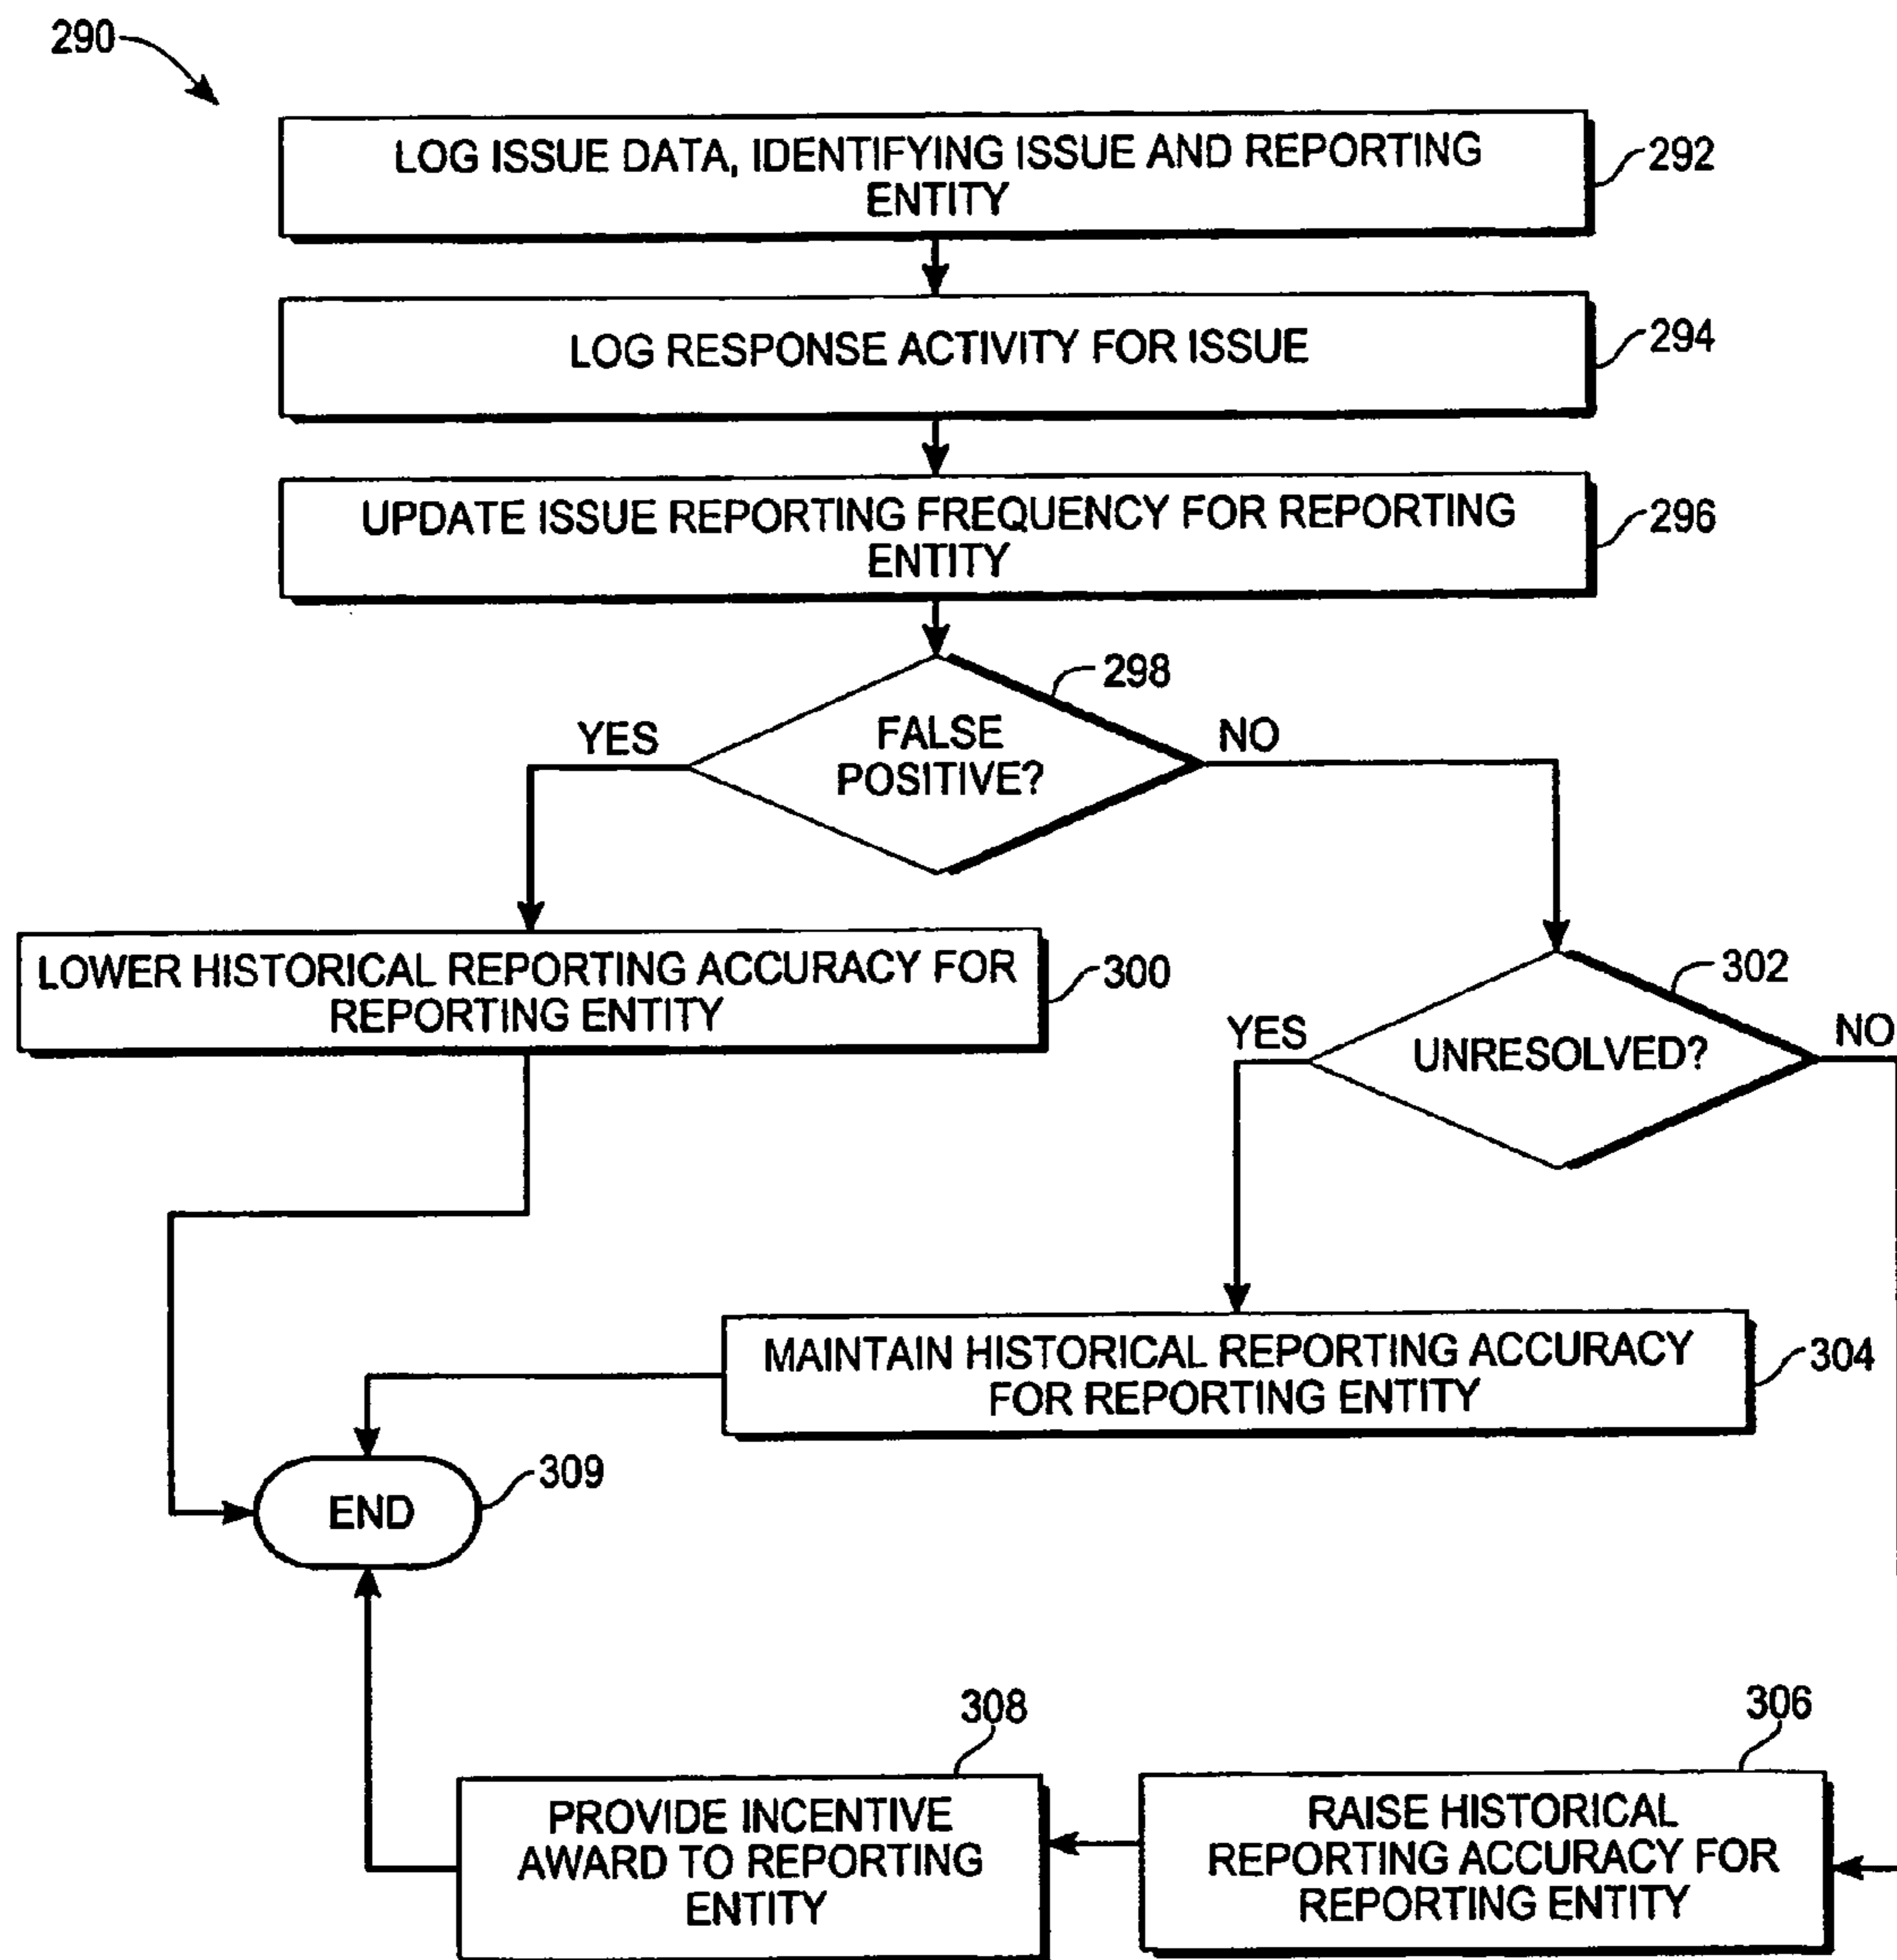 290
LOG ISSUE DATA, IDENTIFYING ISSUE AND REPORTING
ENTITY
292
LOG RESPONSE ACTIVITY FOR ISSUE
294
UPDATE ISSUE REPORTING FREQUENCY FOR REPORTING
ENTITY
296
298
YES
FALSE
POSITIVE?
NO
LOWER HISTORICAL REPORTING ACCURACY FOR
REPORTING ENTITY
300
302
YES
UNRESOLVED?
NO
MAINTAIN HISTORICAL REPORTING ACCURACY
FOR REPORTING ENTITY
304
END
309
308
PROVIDE INCENTIVE
AWARD TO REPORTING
ENTITY
306
RAISE HISTORICAL
REPORTING ACCURACY FOR
REPORTING ENTITY